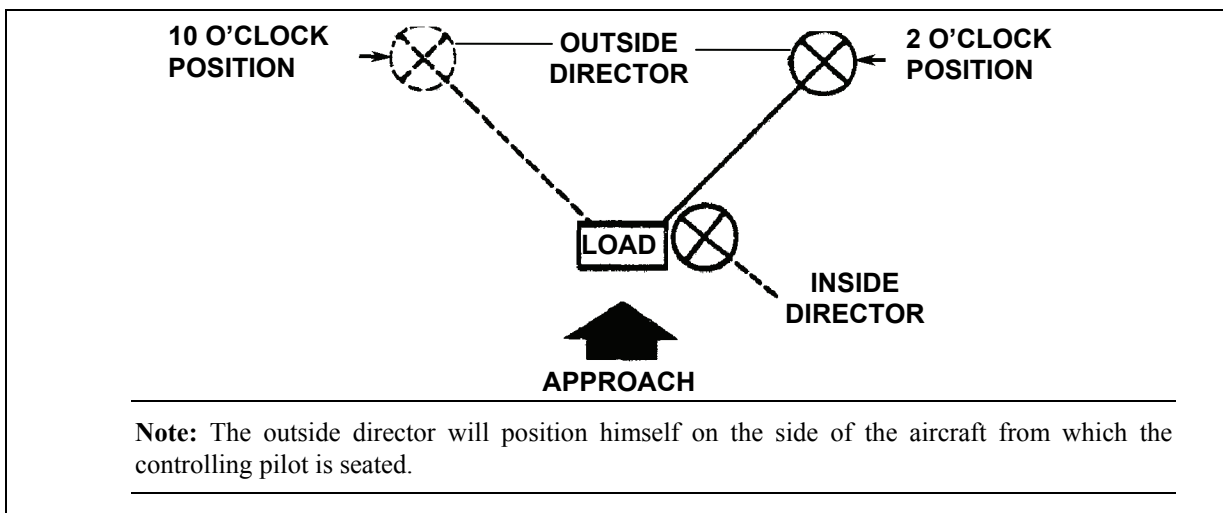 10 O’CLOCK
POSITION
OUTSIDE
DIRECTOR
2 O’CLOCK
POSITION
LOAD
INSIDE
DIRECTOR
APPROACH
Note: The outside director will position himself on the side of the aircraft from which the
controlling pilot is seated.